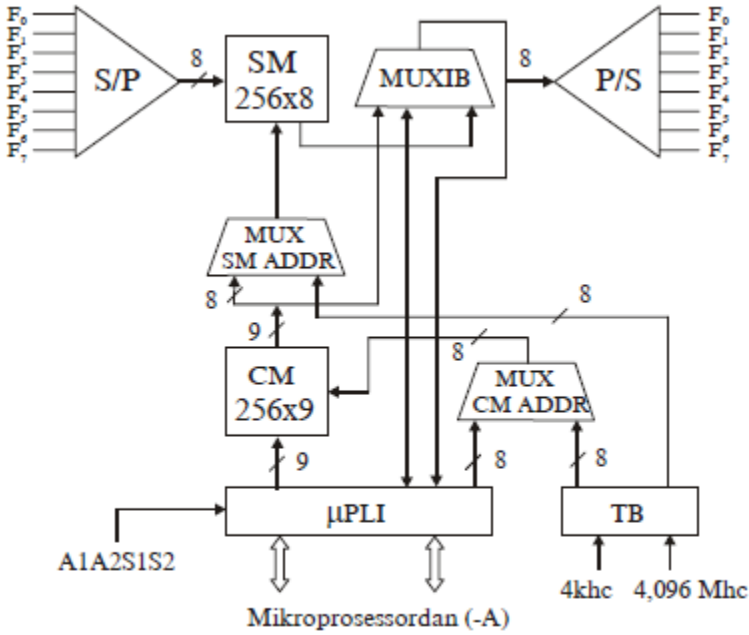 F₀
F₁
F₂
F₃
F₄
F₅
F₆
F₇
S/P
8
SM
256x8
MUXIB
8
P/S
F₀
F₁
F₂
F₃
F₄
F₅
F₆
F₇
MUX
SM ADDR
8
8
9
8
CM
256x9
MUX
CM ADDR
9
8
8
μPLI
TB
A1A2S1S2
4khc
4,096 Mhc
Mikroprosessordan (-A)